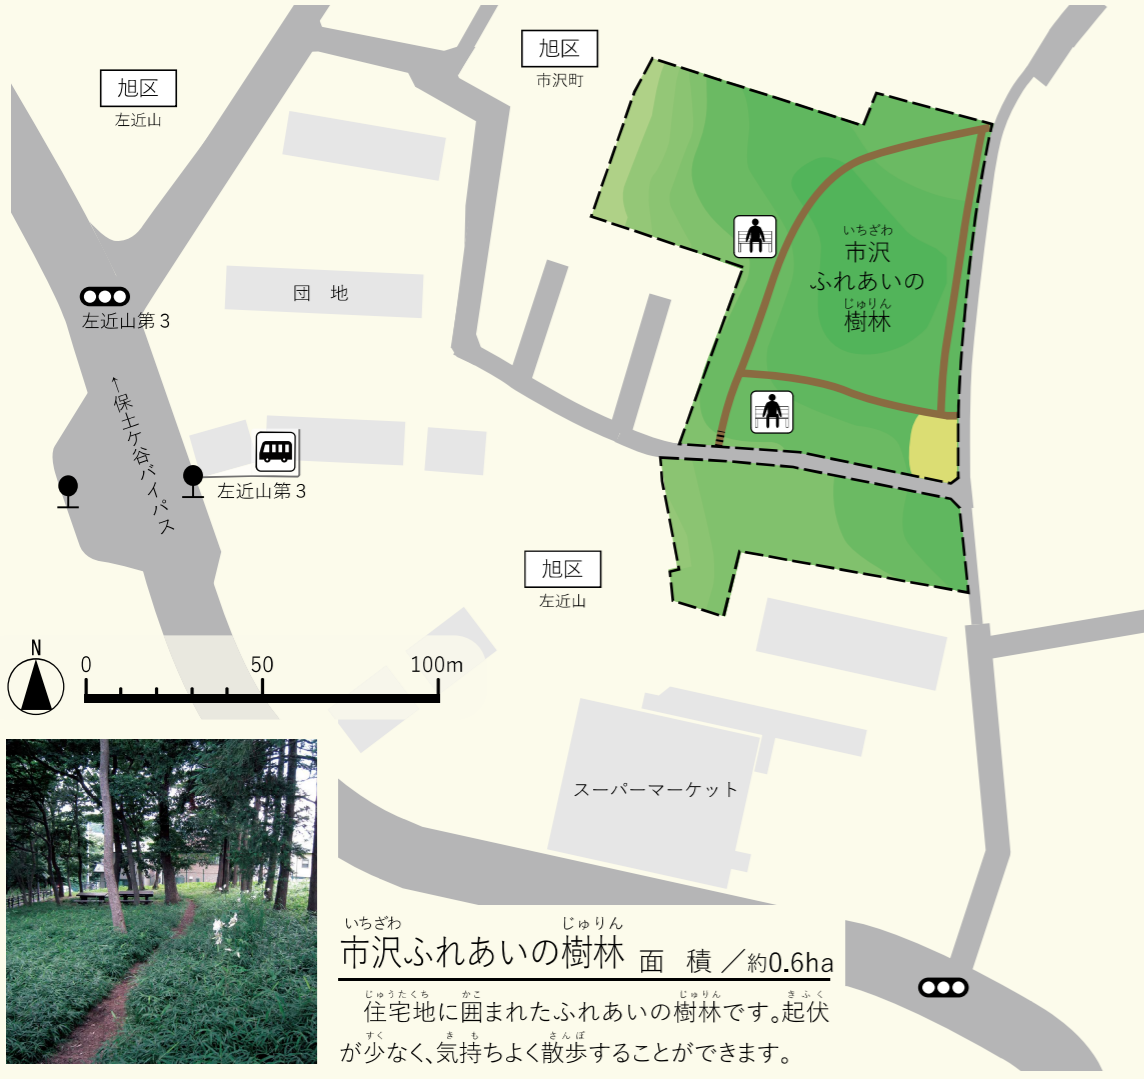 旭区
市沢町
旭区
左近山
いちざわ
市沢
ふれあいの
じゅりん
樹林
団 地
左近山第3
←保土ケ谷バイパス
左近山第3
旭区
左近山
N
0 50 100m
スーパーマーケット
いちざわ じゅりん
市沢ふれあいの樹林 面 積/約0.6ha
じゅうたくち かこ じゅりん きふく
住宅地に囲まれたふれあいの樹林です。起伏
すく き も さんぽ
が少なく、気持ちよく散歩することができます。